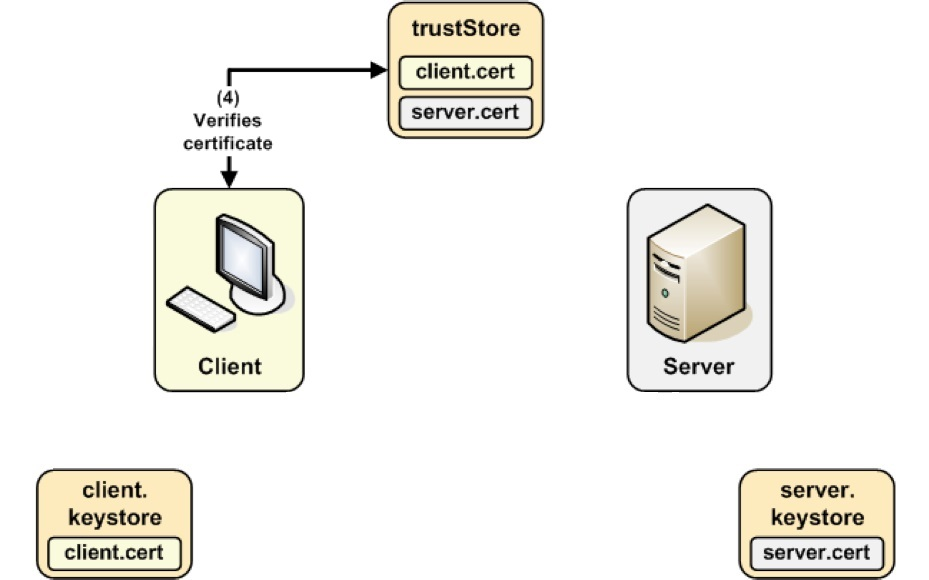 trustStore
client.cert
server.cert
(4)
Verifies
certificate
Client
Server
client.
keystore
client.cert
server.
keystore
server.cert